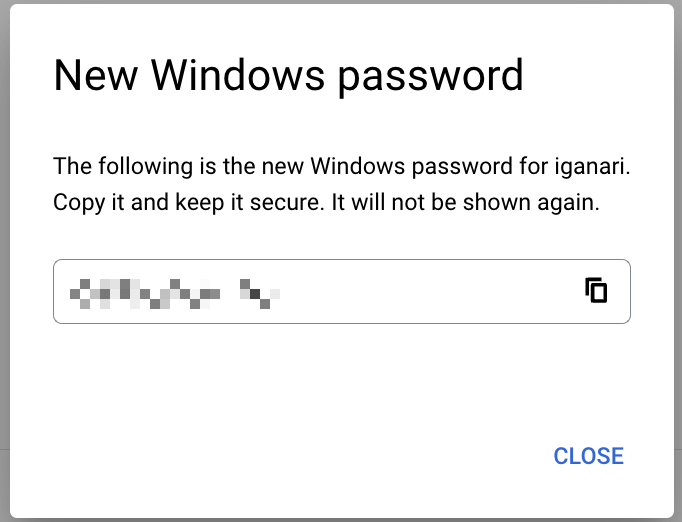 New Windows password
The following is the new Windows password for iganari.
Copy it and keep it secure. It will not be shown again.
CLOSE